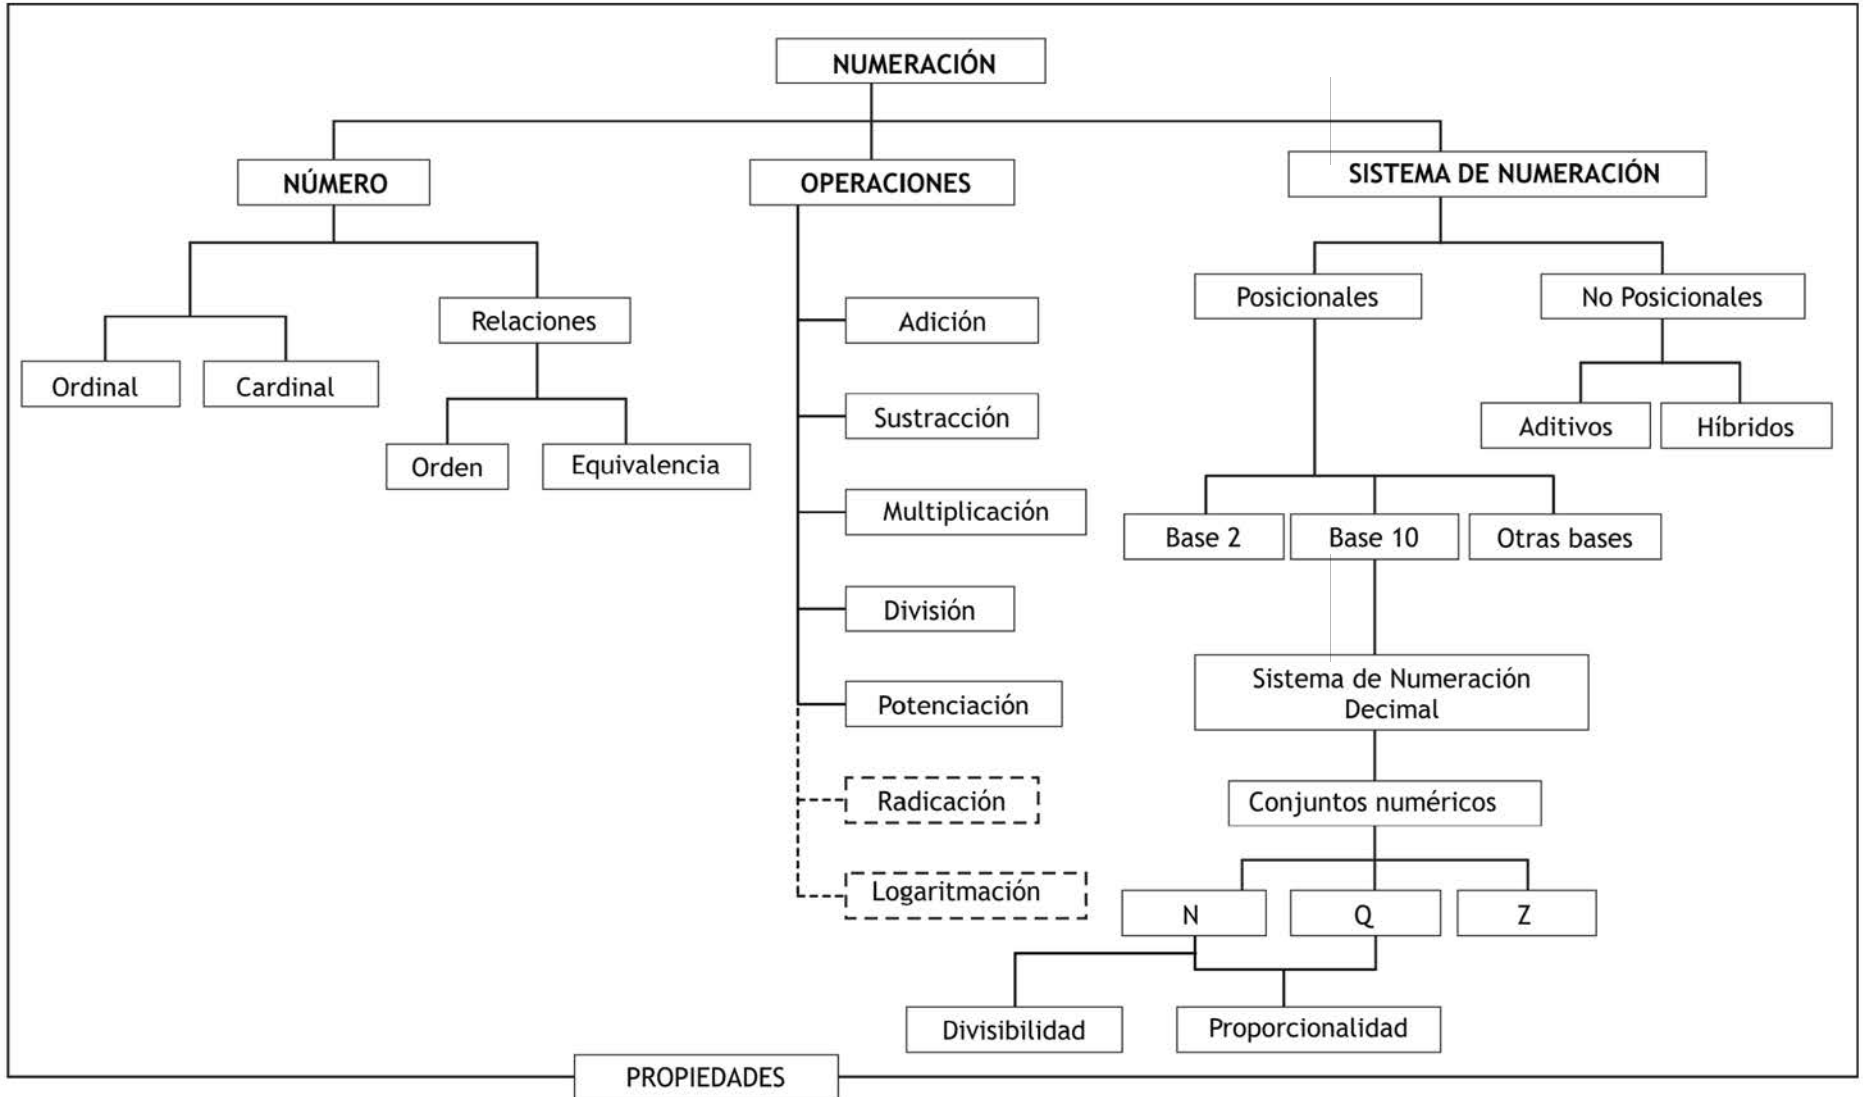 NUMERACIÓN
NÚMERO
OPERACIONES
SISTEMA DE NUMERACIÓN
Ordinal
Cardinal
Relaciones
Orden
Equivalencia
Adición
Sustracción
Multiplicación
División
Potenciación
Radicación
Logaritmación
Posicionales
No Posicionales
Aditivos
Híbridos
Base 2
Base 10
Otras bases
Sistema de Numeración
Decimal
Conjuntos numéricos
N
Q
Z
Divisibilidad
Proporcionalidad
PROPIEDADES